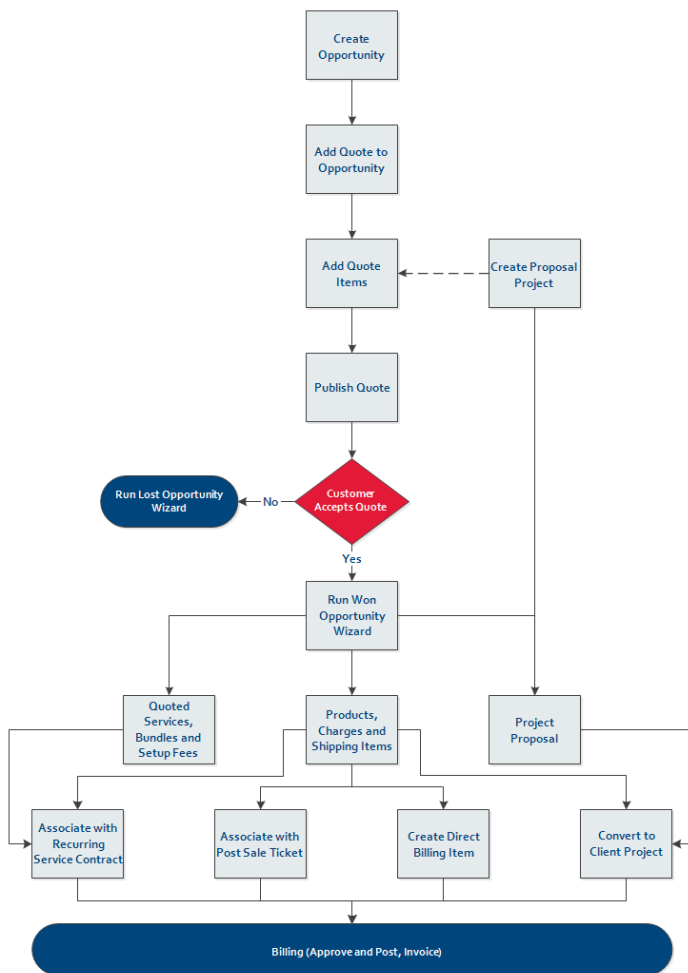 Create
Opportunity
Add Quote to
Opportunity
Add Quote
Items
Create Proposal
Project
Publish Quote
Customer
Accepts Quote
No
Run Lost Opportunity
Wizard
Yes
Run Won
Opportunity
Wizard
Quoted
Services,
Bundles and
Setup Fees
Products,
Charges and
Shipping Items
Project
Proposal
Associate with
Recurring
Service Contract
Associate with
Post Sale Ticket
Create Direct
Billing Item
Convert to
Client Project
Billing (Approve and Post, Invoice)